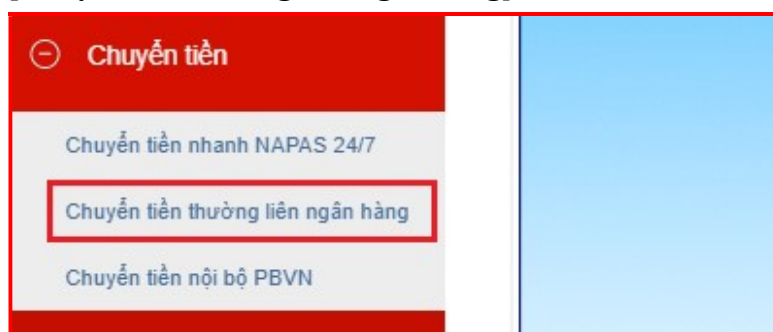 Chuyển tiền
Chuyển tiền nhanh NAPAS 24/7
Chuyển tiền thường liên ngân hàng
Chuyển tiền nội bộ PBVN